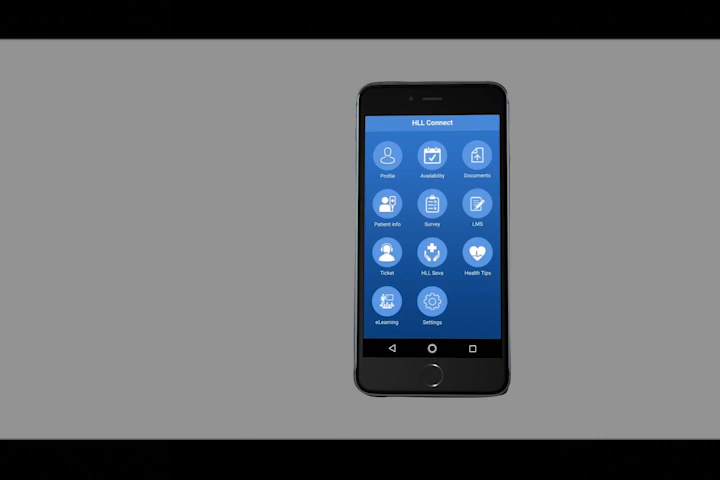 HLL Connect
Profile Availability Documents
Patient info Survey LMS
Ticket HLL Seva Health Tips
eLearning Settings